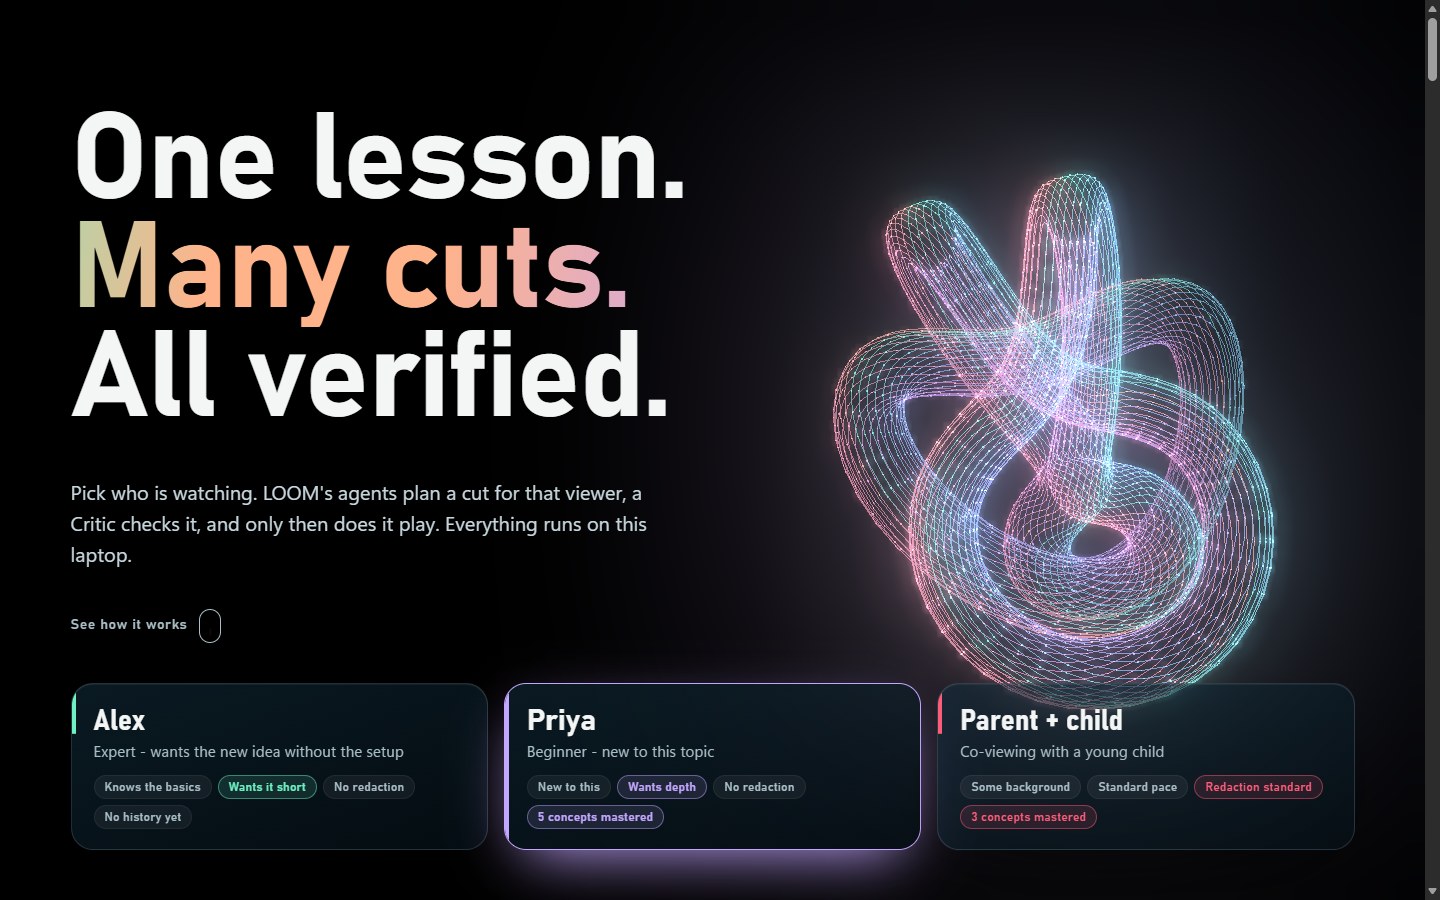 One lesson.
Many cuts.
All verified.
Pick who is watching. LOOM's agents plan a cut for that viewer, a
Critic checks it, and only then does it play. Everything runs on this
laptop.
See how it works
Alex
Expert - wants the new idea without the setup
Knows the basics
Wants it short
No redaction
No history yet
Priya
Beginner - new to this topic
New to this
Wants depth
No redaction
5 concepts mastered
Parent + child
Co-viewing with a young child
Some background
Standard pace
Redaction standard
3 concepts mastered